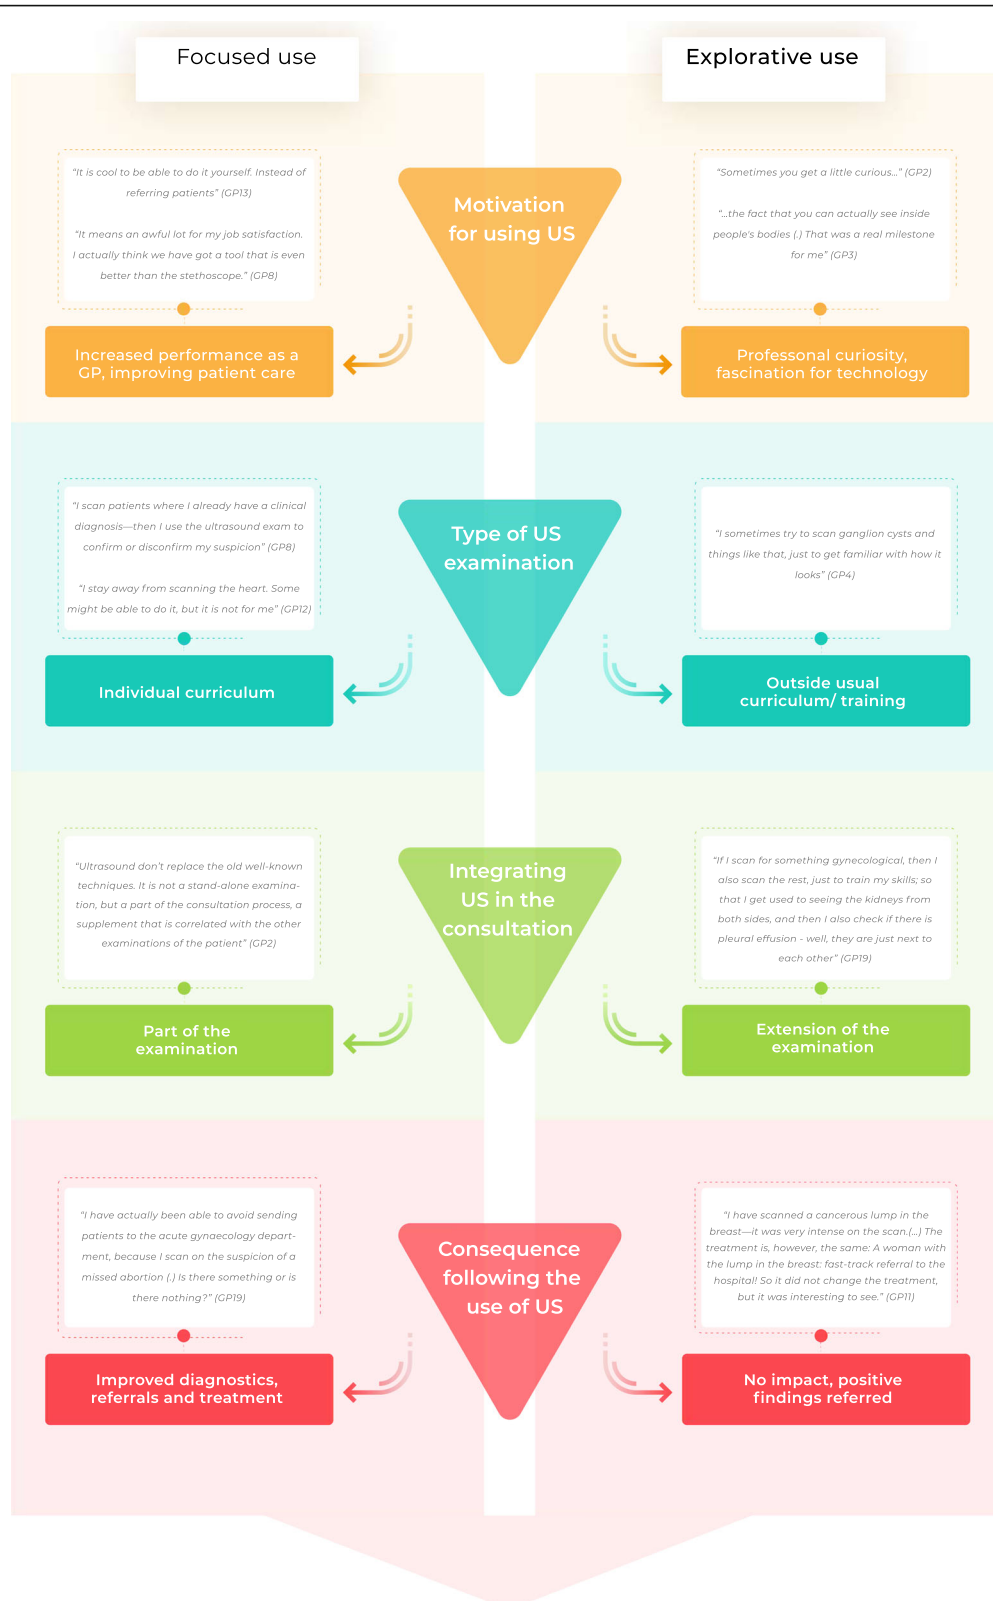 Focused use
Explorative use
“It is cool to be able to do it yourself. Instead of
referring patients” (GP13)
“It means an awful lot for my job satisfaction.
I actually think we have got a tool that is even
better than the stethoscope.” (GP8)
Motivation
for using US
“Sometimes you get a little curious...” (GP2)
“...the fact that you can actually see inside
people's bodies (.) That was a real milestone
for me” (GP3)
Increased performance as a
GP, improving patient care
Professonal curiosity,
fascination for technology
“I scan patients where I already have a clinical
diagnosis—then I use the ultrasound exam to
confirm or disconfirm my suspicion” (GP8)
“I stay away from scanning the heart. Some
might be able to do it, but it is not for me” (GP12)
Type of US
examination
“I sometimes try to scan ganglion cysts and
things like that, just to get familiar with how it
looks” (GP4)
Individual curriculum
Outside usual
curriculum/ training
“Ultrasound don’t replace the old well-known
techniques. It is not a stand-alone examina-
tion, but a part of the consultation process, a
supplement that is correlated with the other
examinations of the patient” (GP2)
Integrating
US in the
consultation
“If I scan for something gynecological, then I
also scan the rest, just to train my skills; so
that I get used to seeing the kidneys from
both sides, and then I also check if there is
pleural effusion - well, they are just next to
each other” (GP19)
Part of the
examination
Extension of the
examination
“I have actually been able to avoid sending
patients to the acute gynaecology depart-
ment, because I scan on the suspicion of a
missed abortion (.) Is there something or is
there nothing?” (GP19)
Consequence
following the
use of US
“I have scanned a cancerous lump in the
breast—it was very intense on the scan.(...) The
treatment is, however, the same: A woman with
the lump in the breast: fast-track referral to the
hospital! So it did not change the treatment,
but it was interesting to see.” (GP11)
Improved diagnostics,
referrals and treatment
No impact, positive
findings referred